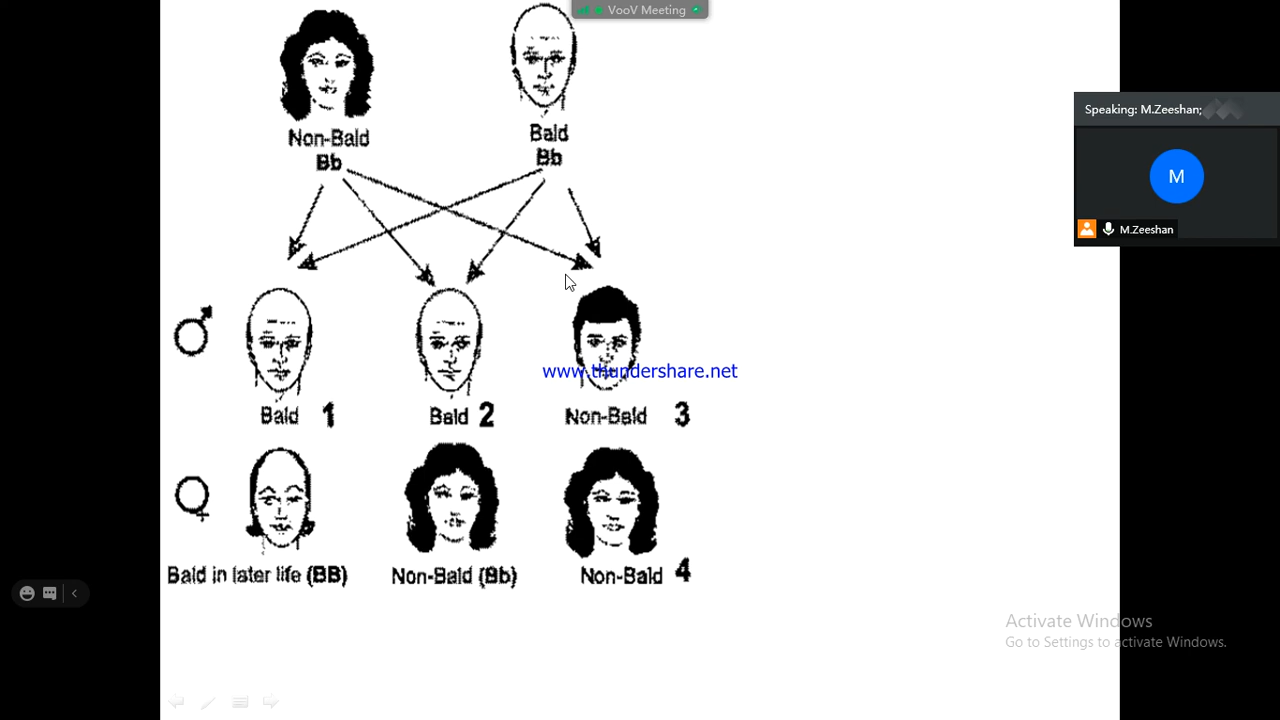 VooV Meeting
Speaking: M.Zeeshan;
M
M.Zeeshan
Non-Bald
Bb
Bald
Bb
www.thundershare.net
Bald 1
Bald 2
Non-Bald 3
Bald in later life (BB)
Non-Bald (Bb)
Non-Bald 4
Activate Windows
Go to Settings to activate Windows.